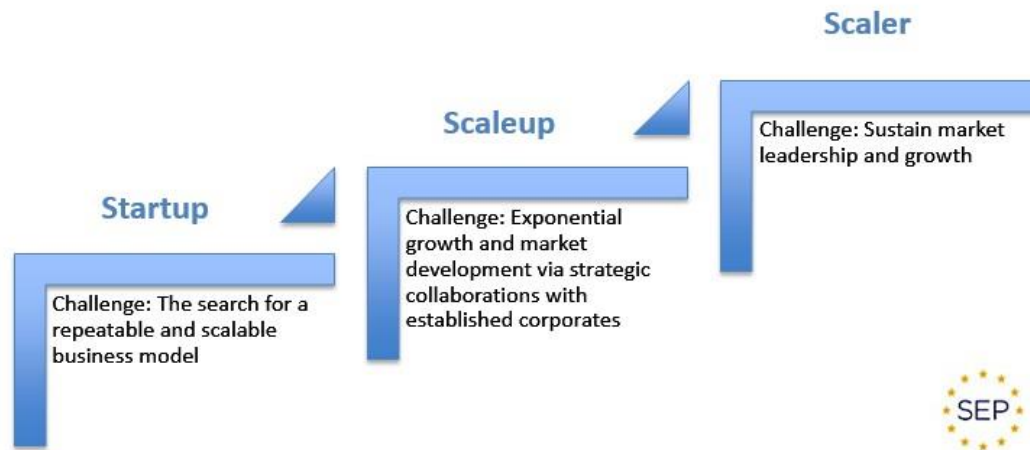 Startup
Challenge: The search for a
repeatable and scalable
business model
Scaleup
Challenge: Exponential
growth and market
development via strategic
collaborations with
established corporates
Scaler
Challenge: Sustain market
leadership and growth
SEP